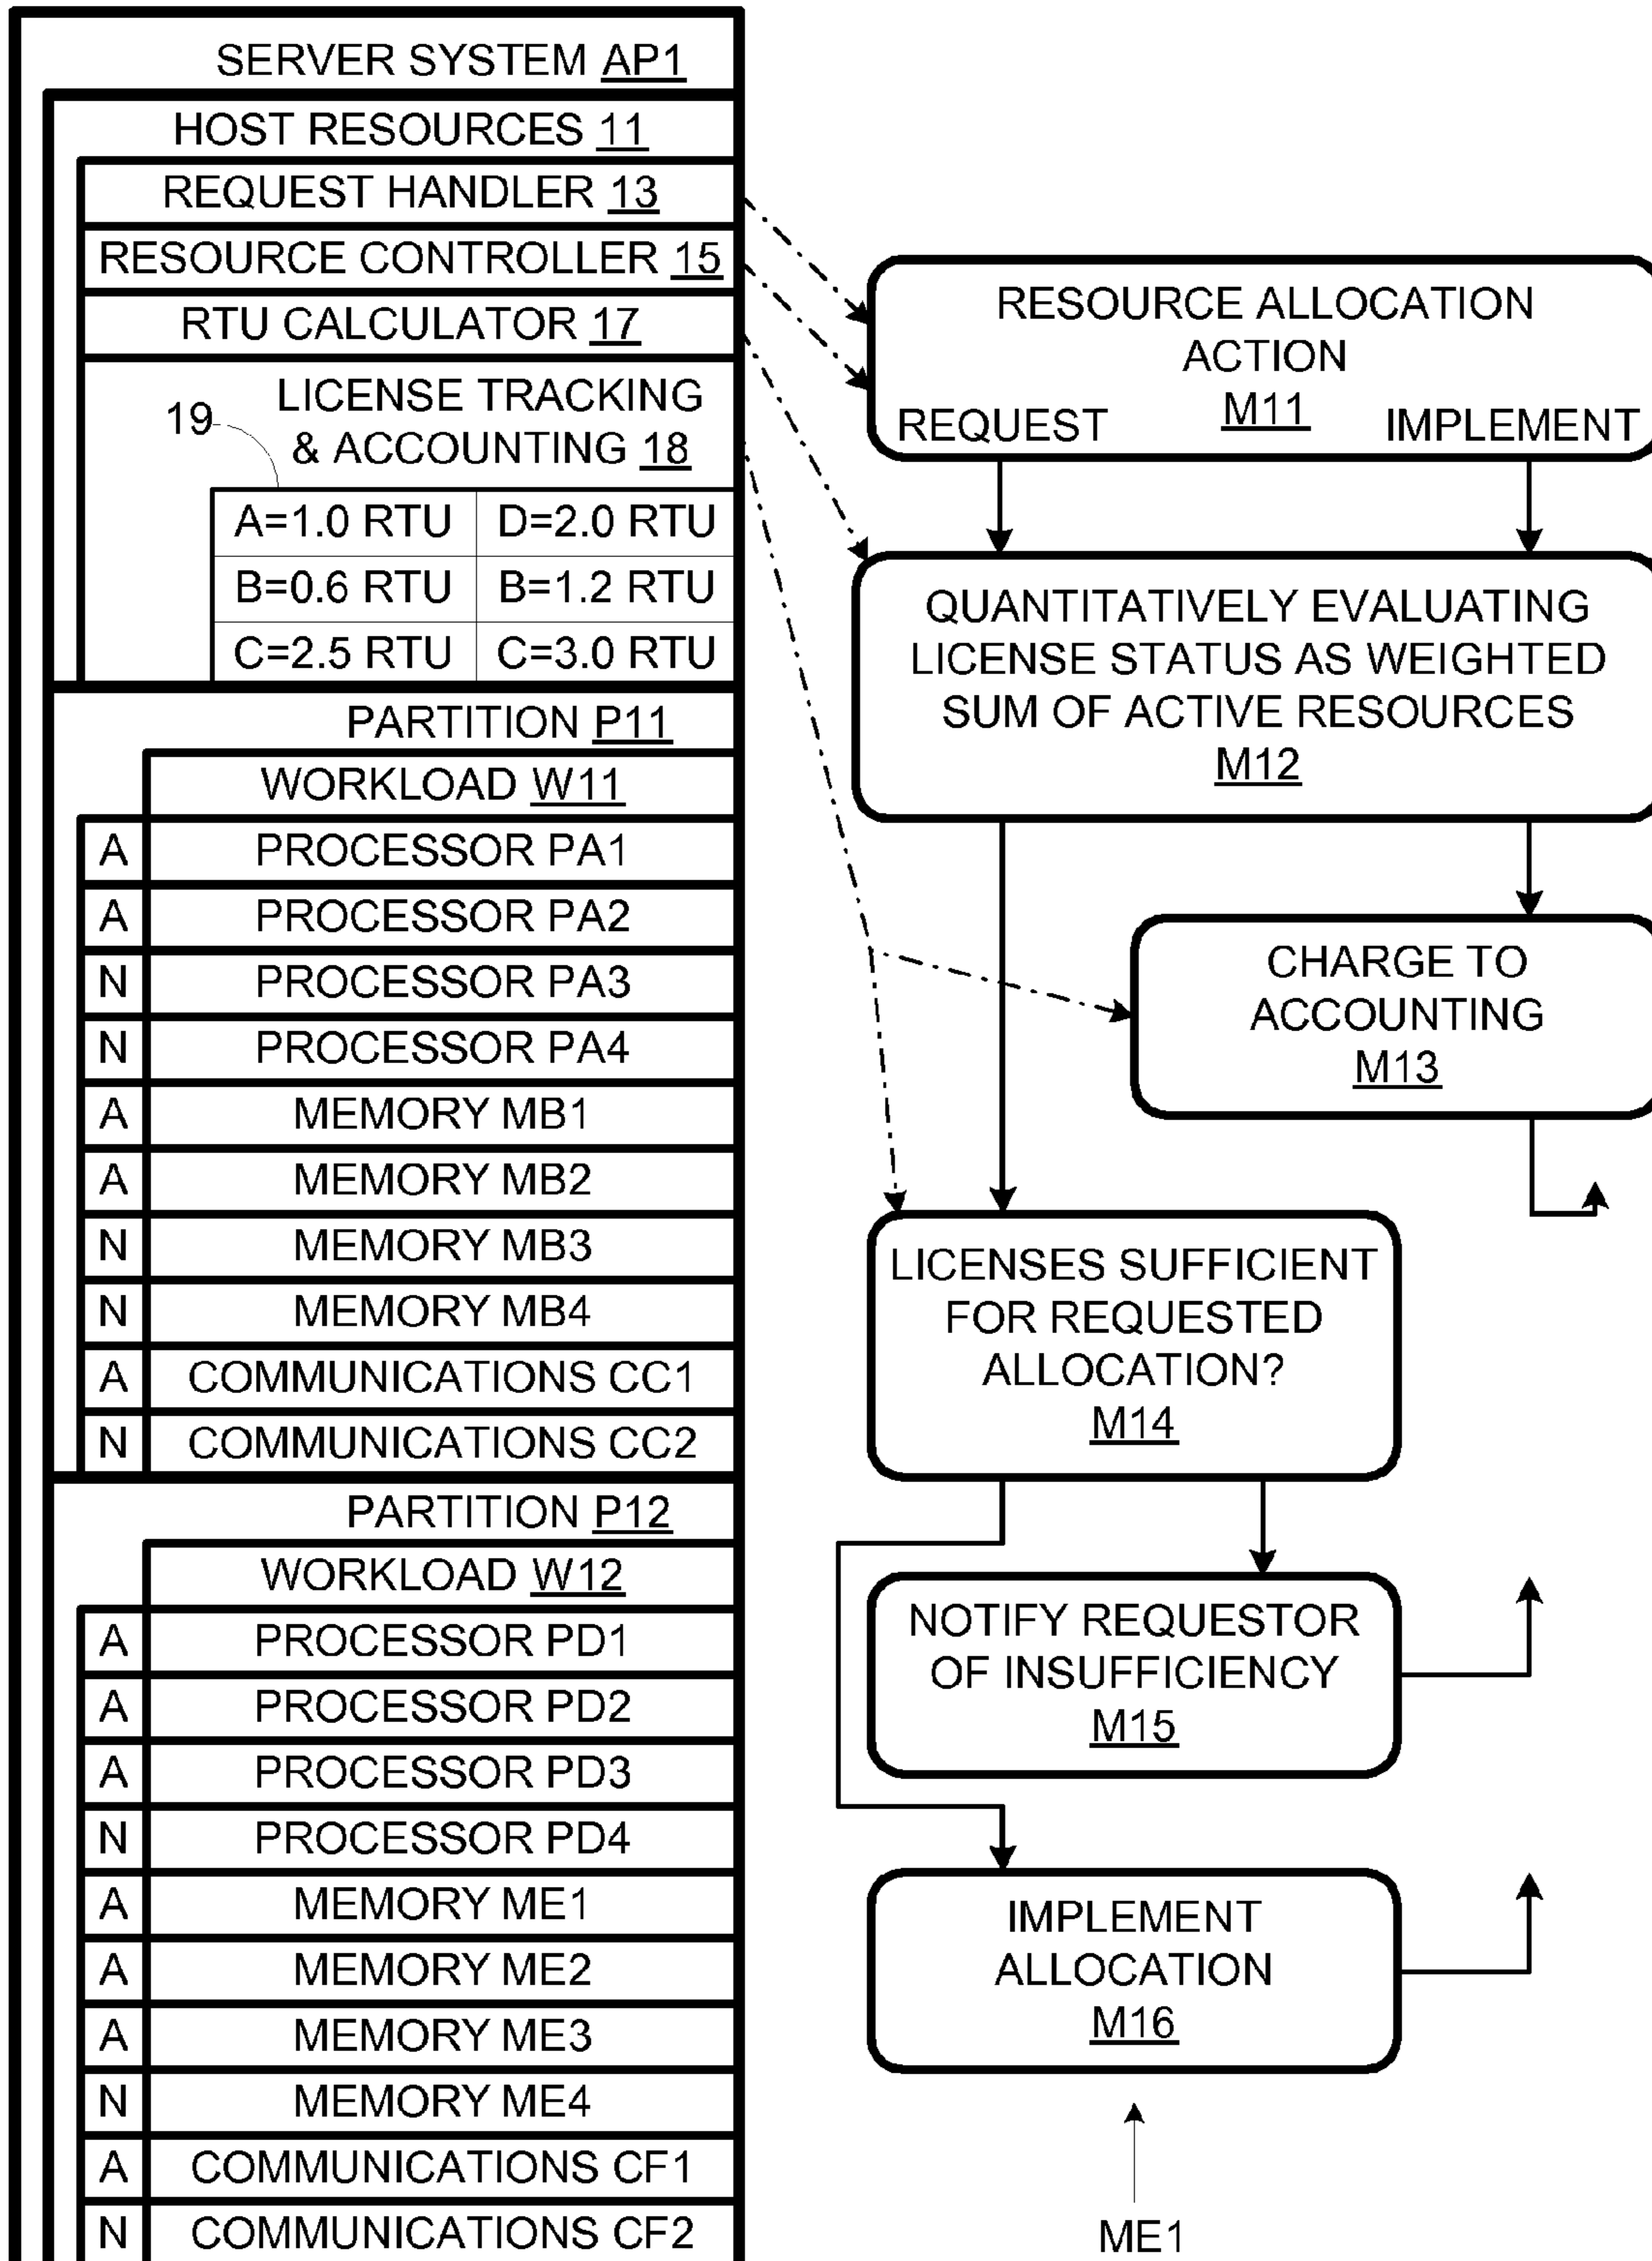 SERVER SYSTEM AP1
HOST RESOURCES 11
REQUEST HANDLER 13
RESOURCE CONTROLLER 15
RTU CALCULATOR 17
LICENSE TRACKING
& ACCOUNTING 18
19
A=1.0 RTU D=2.0 RTU
B=0.6 RTU B=1.2 RTU
C=2.5 RTU C=3.0 RTU
PARTITION P11
WORKLOAD W11
A PROCESSOR PA1
A PROCESSOR PA2
N PROCESSOR PA3
N PROCESSOR PA4
A MEMORY MB1
A MEMORY MB2
N MEMORY MB3
N MEMORY MB4
A COMMUNICATIONS CC1
N COMMUNICATIONS CC2
PARTITION P12
WORKLOAD W12
A PROCESSOR PD1
A PROCESSOR PD2
A PROCESSOR PD3
N PROCESSOR PD4
A MEMORY ME1
A MEMORY ME2
A MEMORY ME3
N MEMORY ME4
A COMMUNICATIONS CF1
N COMMUNICATIONS CF2
RESOURCE ALLOCATION
ACTION
REQUEST M11 IMPLEMENT
QUANTITATIVELY EVALUATING
LICENSE STATUS AS WEIGHTED
SUM OF ACTIVE RESOURCES
M12
CHARGE TO
ACCOUNTING
M13
LICENSES SUFFICIENT
FOR REQUESTED
ALLOCATION?
M14
NOTIFY REQUESTOR
OF INSUFFICIENCY
M15
IMPLEMENT
ALLOCATION
M16
ME1